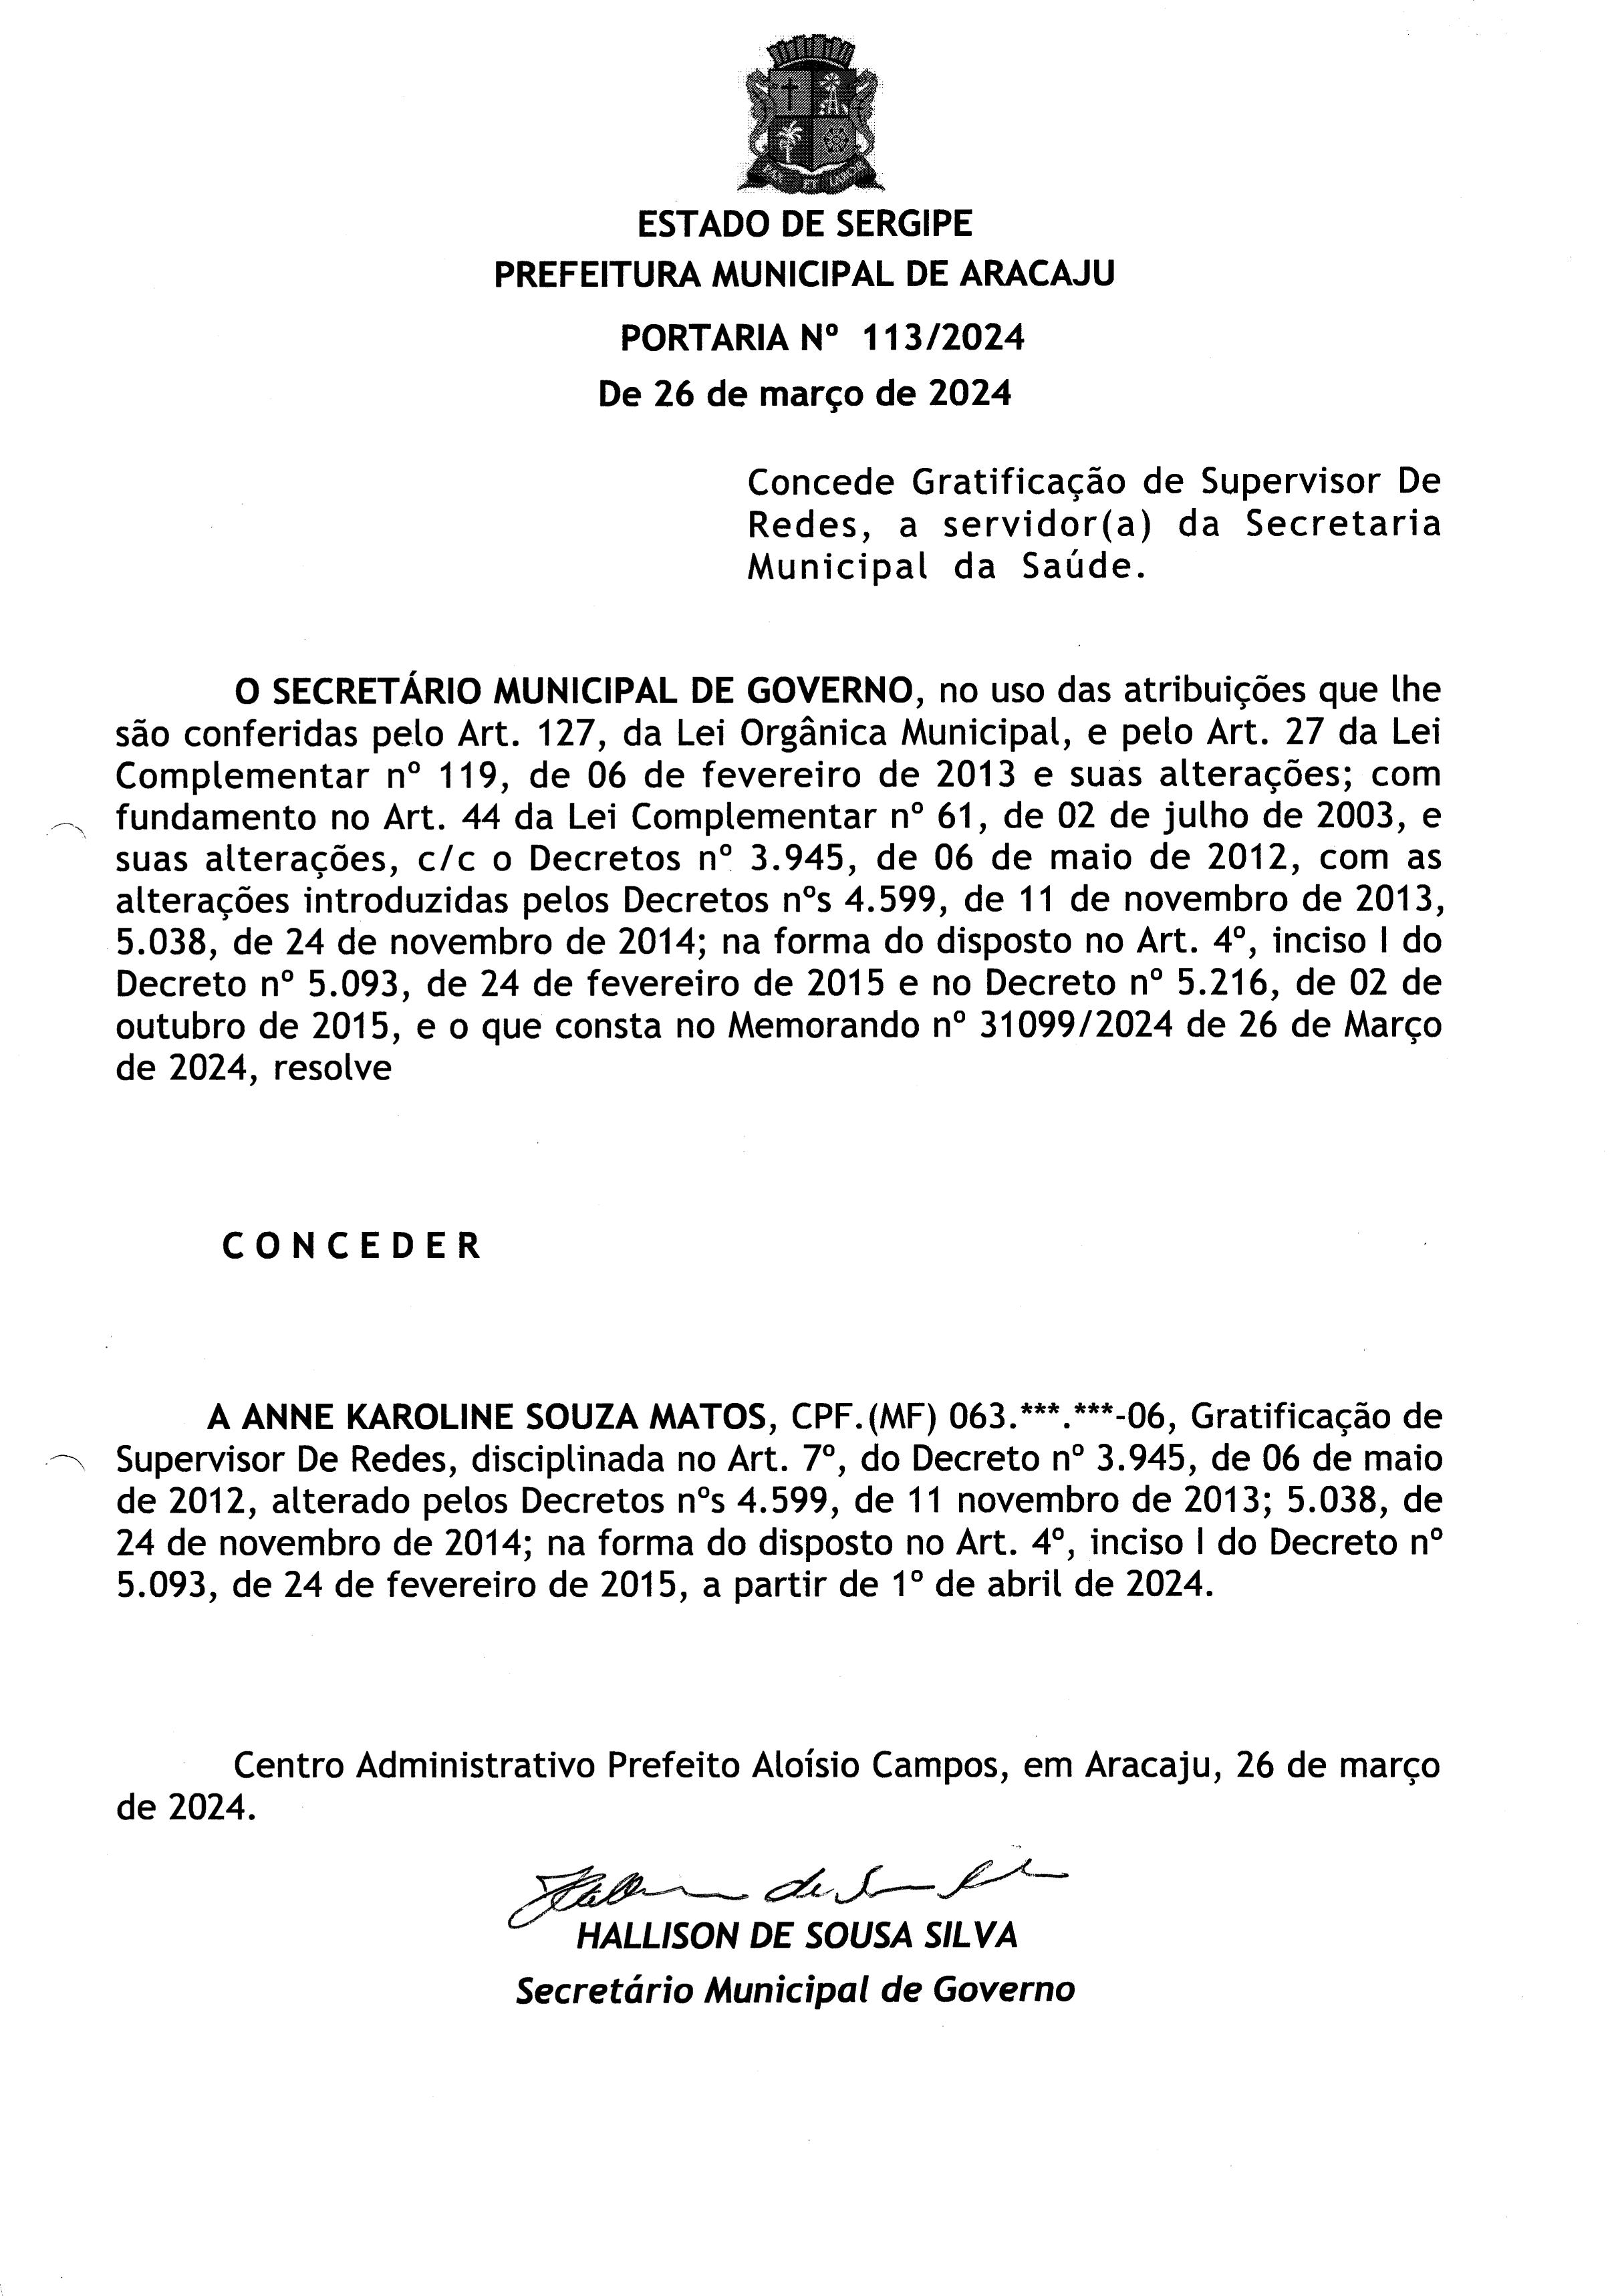 PAX ET LABOR
ESTADO DE SERGIPE
PREFEITURA MUNICIPAL DE ARACAJU
PORTARIA Nº 113/2024
De 26 de março de 2024
Concede Gratificação de Supervisor De
Redes, a servidor(a) da Secretaria
Municipal da Saúde.
O SECRETÁRIO MUNICIPAL DE GOVERNO, no uso das atribuições que lhe
são conferidas pelo Art. 127, da Lei Orgânica Municipal, e pelo Art. 27 da Lei
Complementar nº 119, de 06 de fevereiro de 2013 e suas alterações; com
fundamento no Art. 44 da Lei Complementar nº 61, de 02 de julho de 2003, e
suas alterações, c/c o Decretos nº 3.945, de 06 de maio de 2012, com as
alterações introduzidas pelos Decretos nºs 4.599, de 11 de novembro de 2013,
5.038, de 24 de novembro de 2014; na forma do disposto no Art. 4º, inciso I do
Decreto nº 5.093, de 24 de fevereiro de 2015 e no Decreto nº 5.216, de 02 de
outubro de 2015, e o que consta no Memorando nº 31099/2024 de 26 de Março
de 2024, resolve
C O N C E D E R
A ANNE KAROLINE SOUZA MATOS, CPF.(MF) 063.***.***-06, Gratificação de
Supervisor De Redes, disciplinada no Art. 7º, do Decreto nº 3.945, de 06 de maio
de 2012, alterado pelos Decretos nºs 4.599, de 11 novembro de 2013; 5.038, de
24 de novembro de 2014; na forma do disposto no Art. 4º, inciso I do Decreto nº
5.093, de 24 de fevereiro de 2015, a partir de 1º de abril de 2024.
Centro Administrativo Prefeito Aloísio Campos, em Aracaju, 26 de março
de 2024.
HALLISON DE SOUSA SILVA
Secretário Municipal de Governo